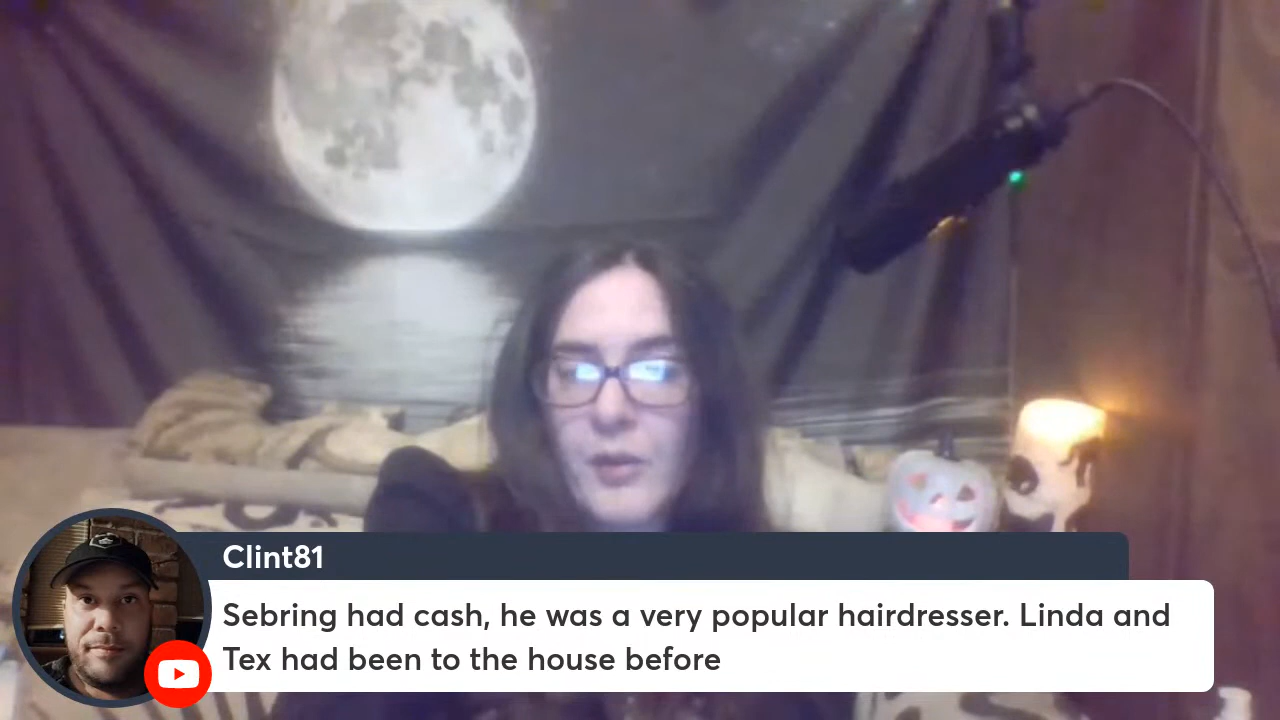 Clint81
Sebring had cash, he was a very popular hairdresser. Linda and
Tex had been to the house before